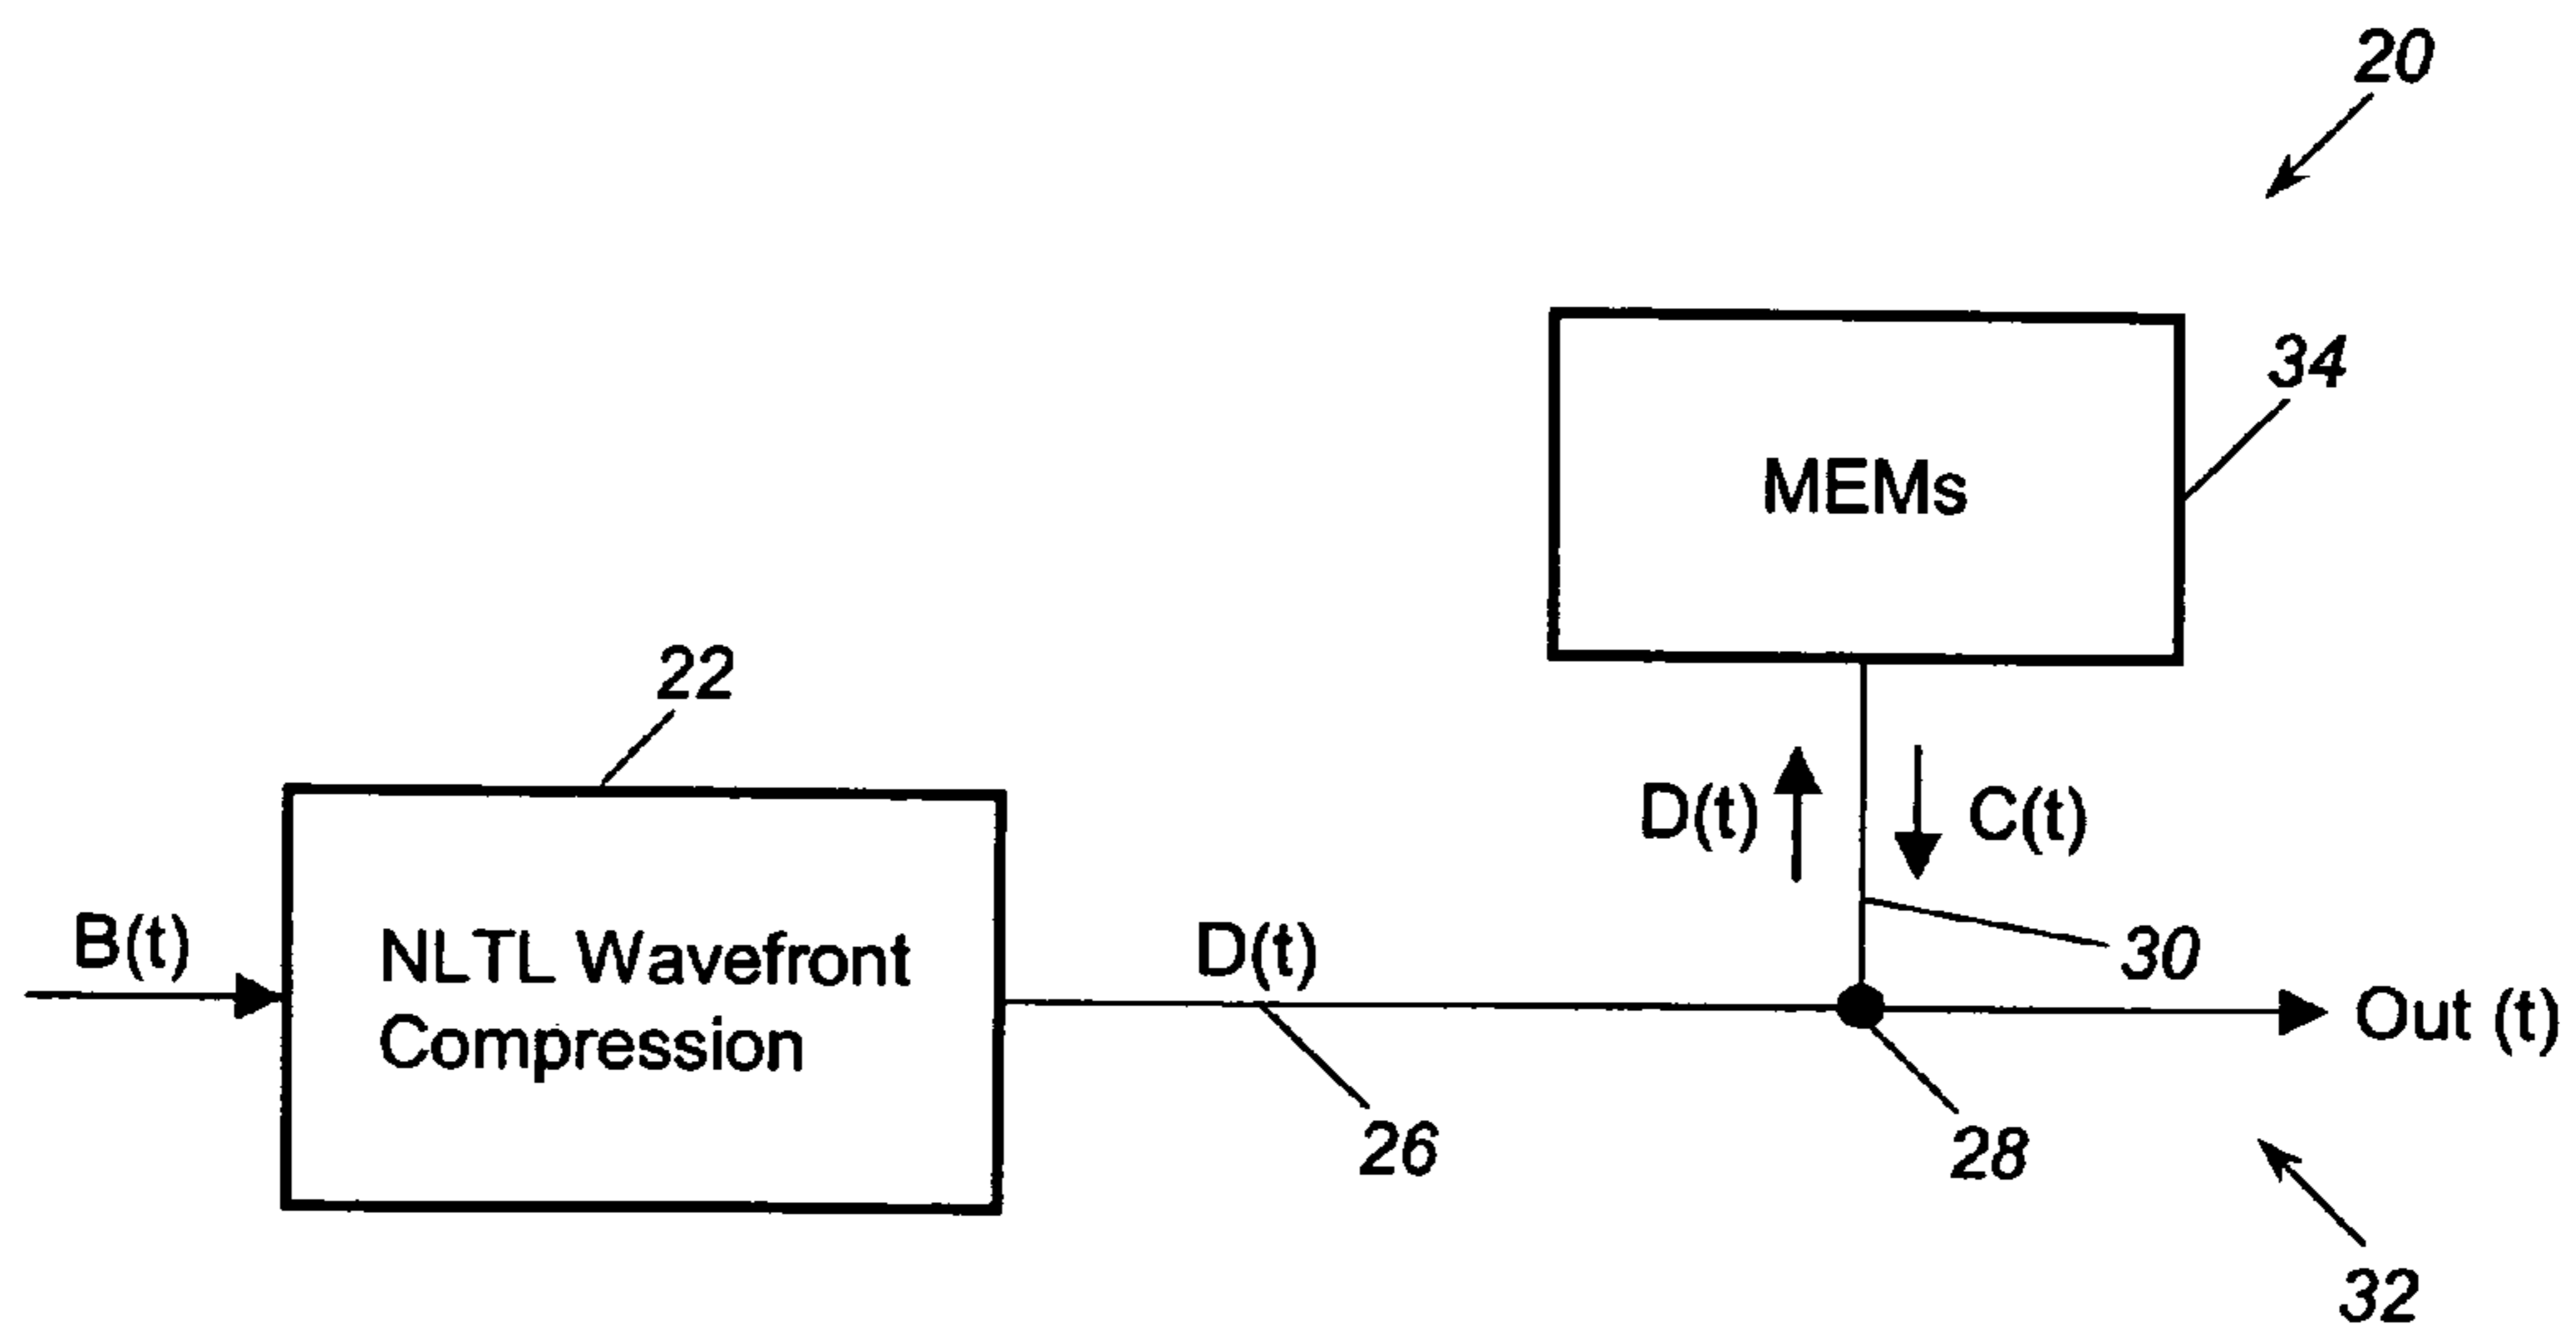 20
34
MEMs
22
D(t)
C(t)
B(t)
NLTL Wavefront
Compression
D(t)
30
Out (t)
26
28
32